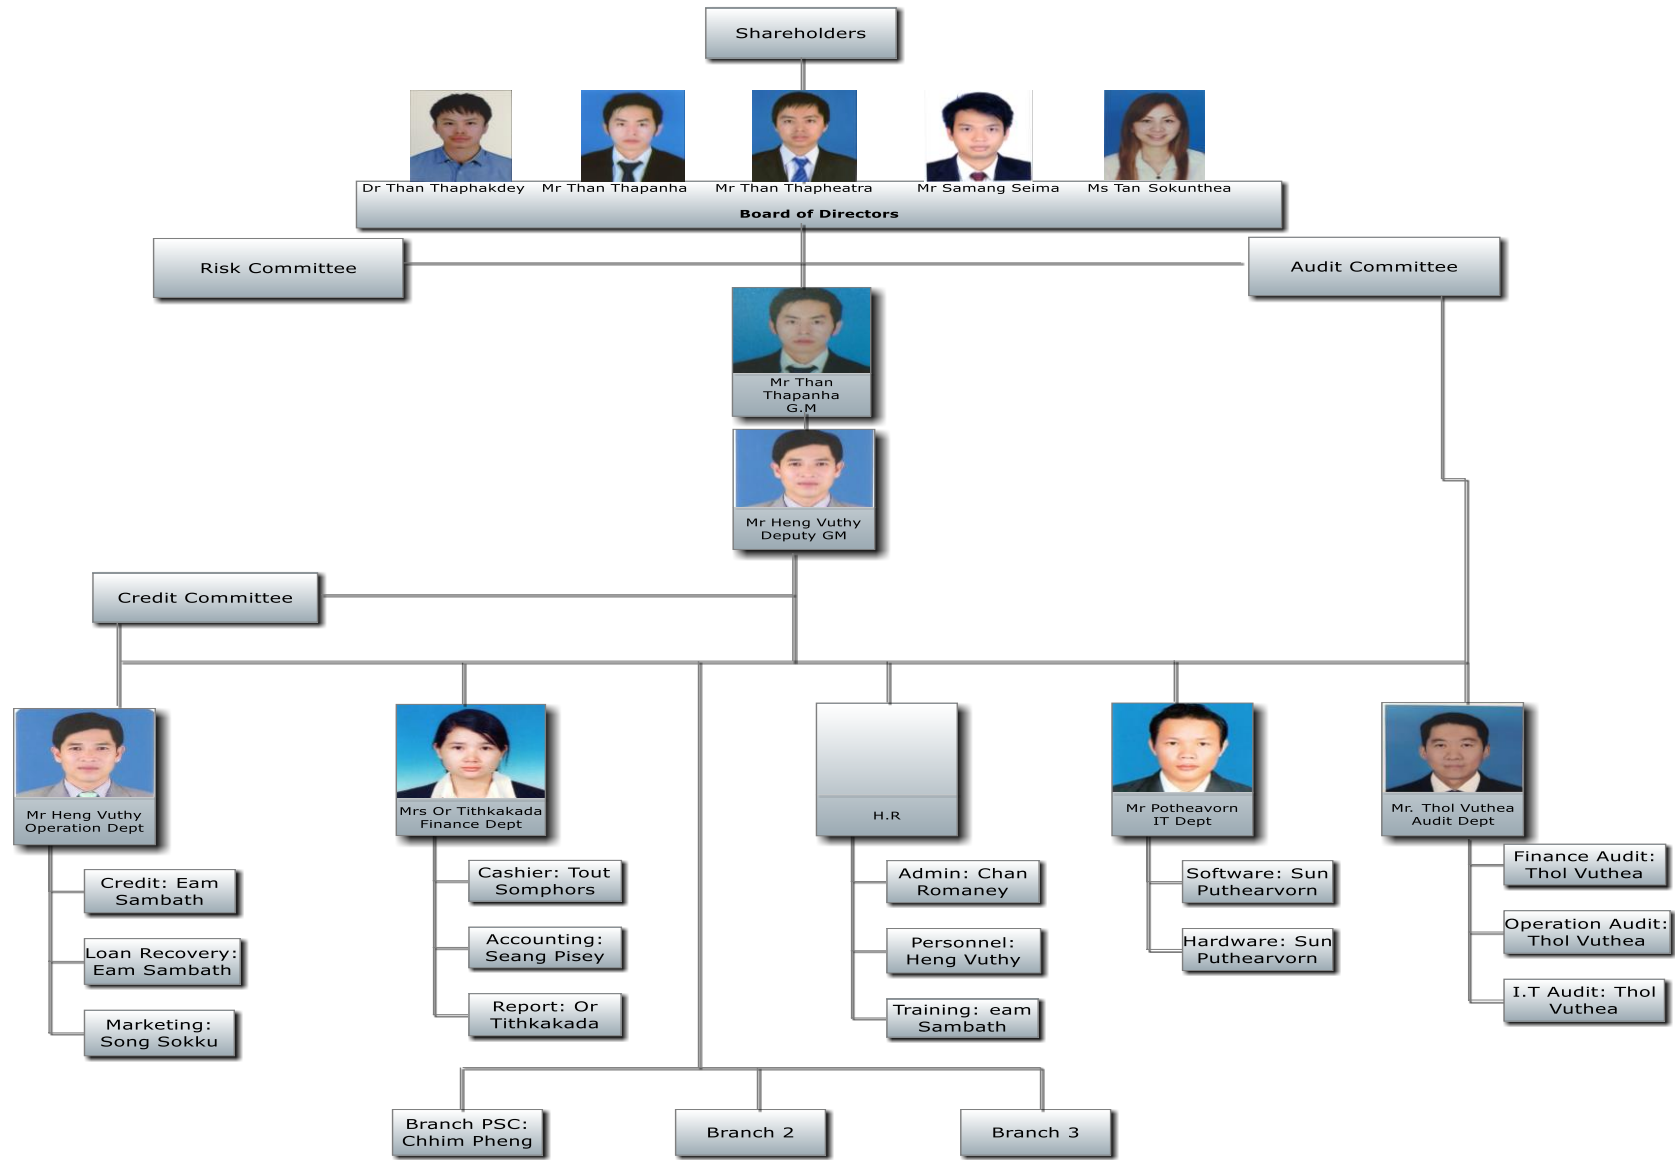 Shareholders
Dr Than Thaphakdey
Mr Than Thapanha
Mr Than Thapheatra
Mr Samang Seima
Ms Tan Sokunthea
Board of Directors
Risk Committee
Audit Committee
Mr Than
Thapanha
G.M
Mr Heng Vuthy
Deputy GM
Credit Committee
Mr Heng Vuthy
Operation Dept
Mrs Or Tithkakada
Finance Dept
H.R
Mr Potheavorn
IT Dept
Mr. Thol Vuthea
Audit Dept
Credit: Eam
Sambath
Loan Recovery:
Eam Sambath
Marketing:
Song Sokku
Cashier: Tout
Somphors
Accounting:
Seang Pisey
Report: Or
Tithkakada
Admin: Chan
Romaney
Personnel:
Heng Vuthy
Training: eam
Sambath
Software: Sun
Puthearvorn
Hardware: Sun
Puthearvorn
Finance Audit:
Thol Vuthea
Operation Audit:
Thol Vuthea
I.T Audit: Thol
Vuthea
Branch PSC:
Chhim Pheng
Branch 2
Branch 3